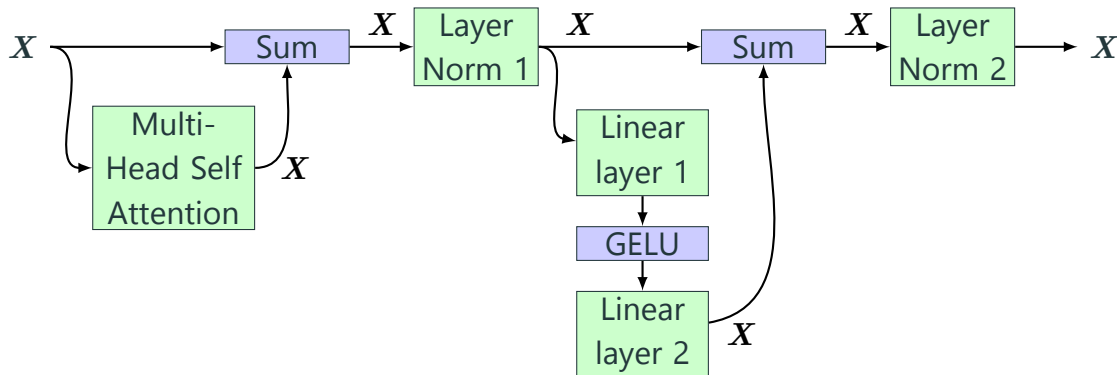 X
Sum
X
Layer
Norm 1
X
Sum
X
Layer
Norm 2
X
Multi-
Head Self
Attention
X
Linear
layer 1
GELU
Linear
layer 2
X